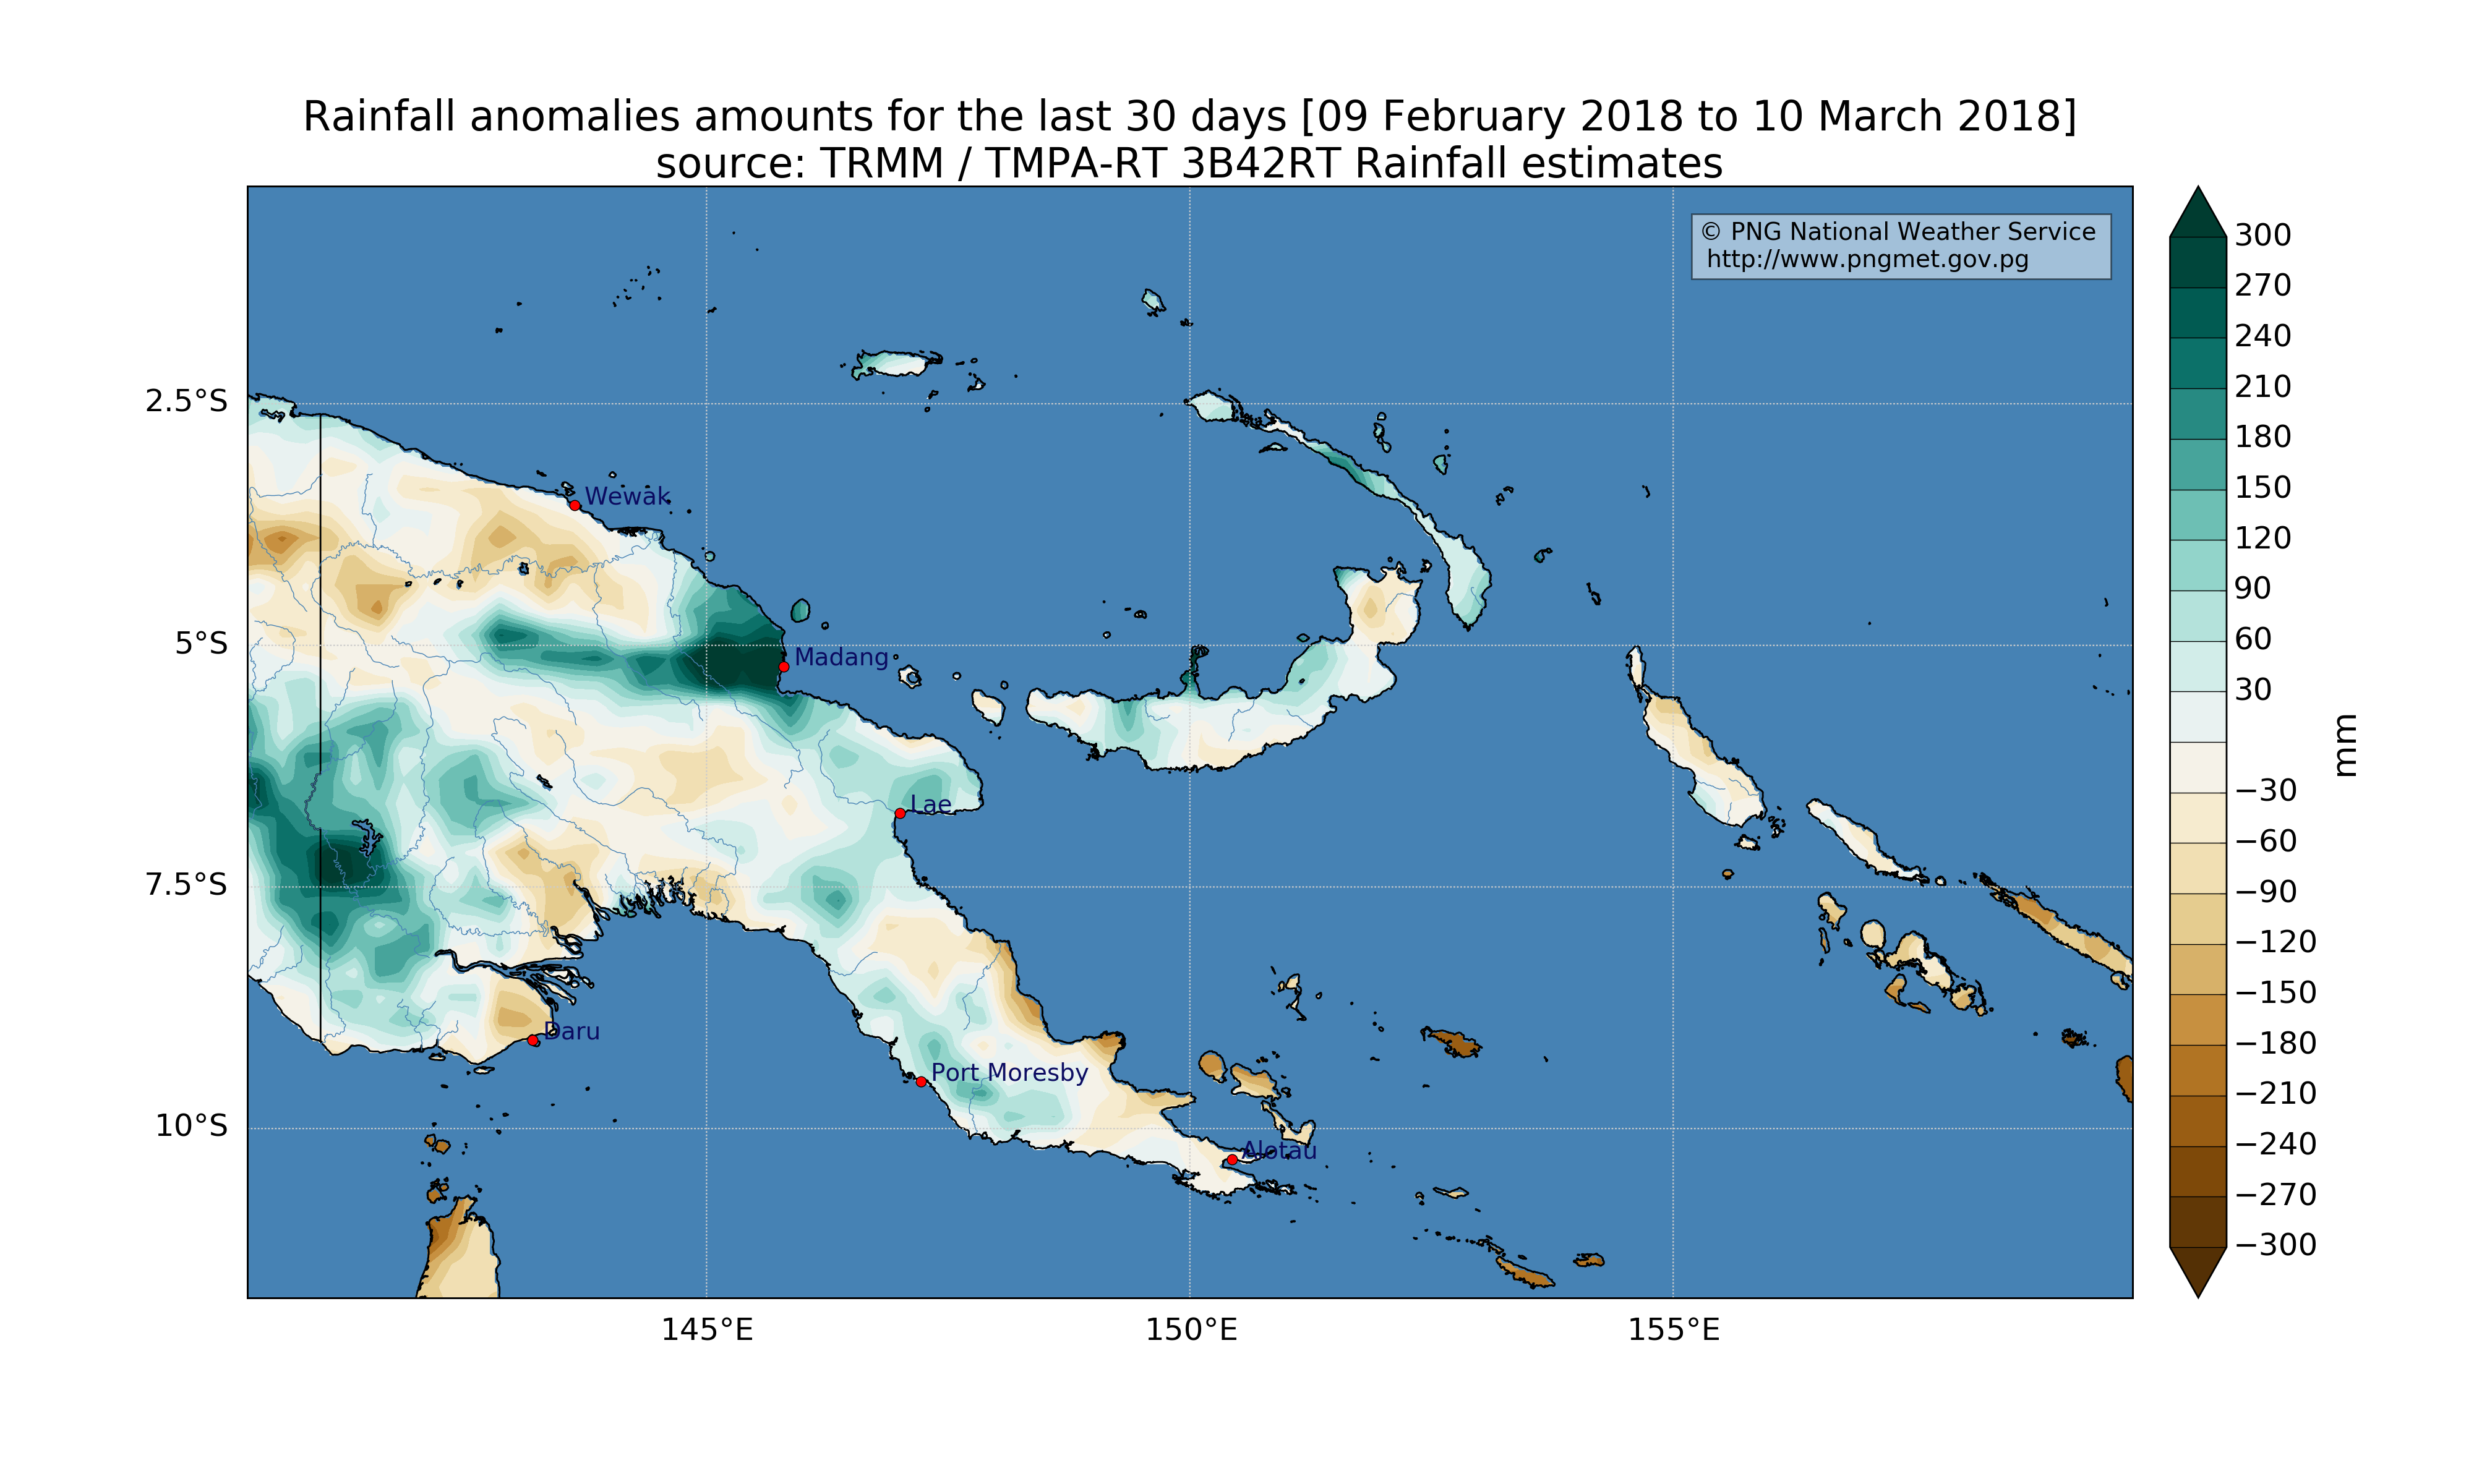 Rainfall anomalies amounts for the last 30 days [09 February 2018 to 10 March 2018]
source: TRMM / TMPA-RT 3B42RT Rainfall estimates
© PNG National Weather Service
http://www.pngmet.gov.pg
2.5°S
5°S
7.5°S
10°S
Wewak
Madang
Lae
Daru
Port Moresby
Alotau
145°E
150°E
155°E
300
270
240
210
180
150
120
90
60
30
−30
−60
−90
−120
−150
−180
−210
−240
−270
−300
mm